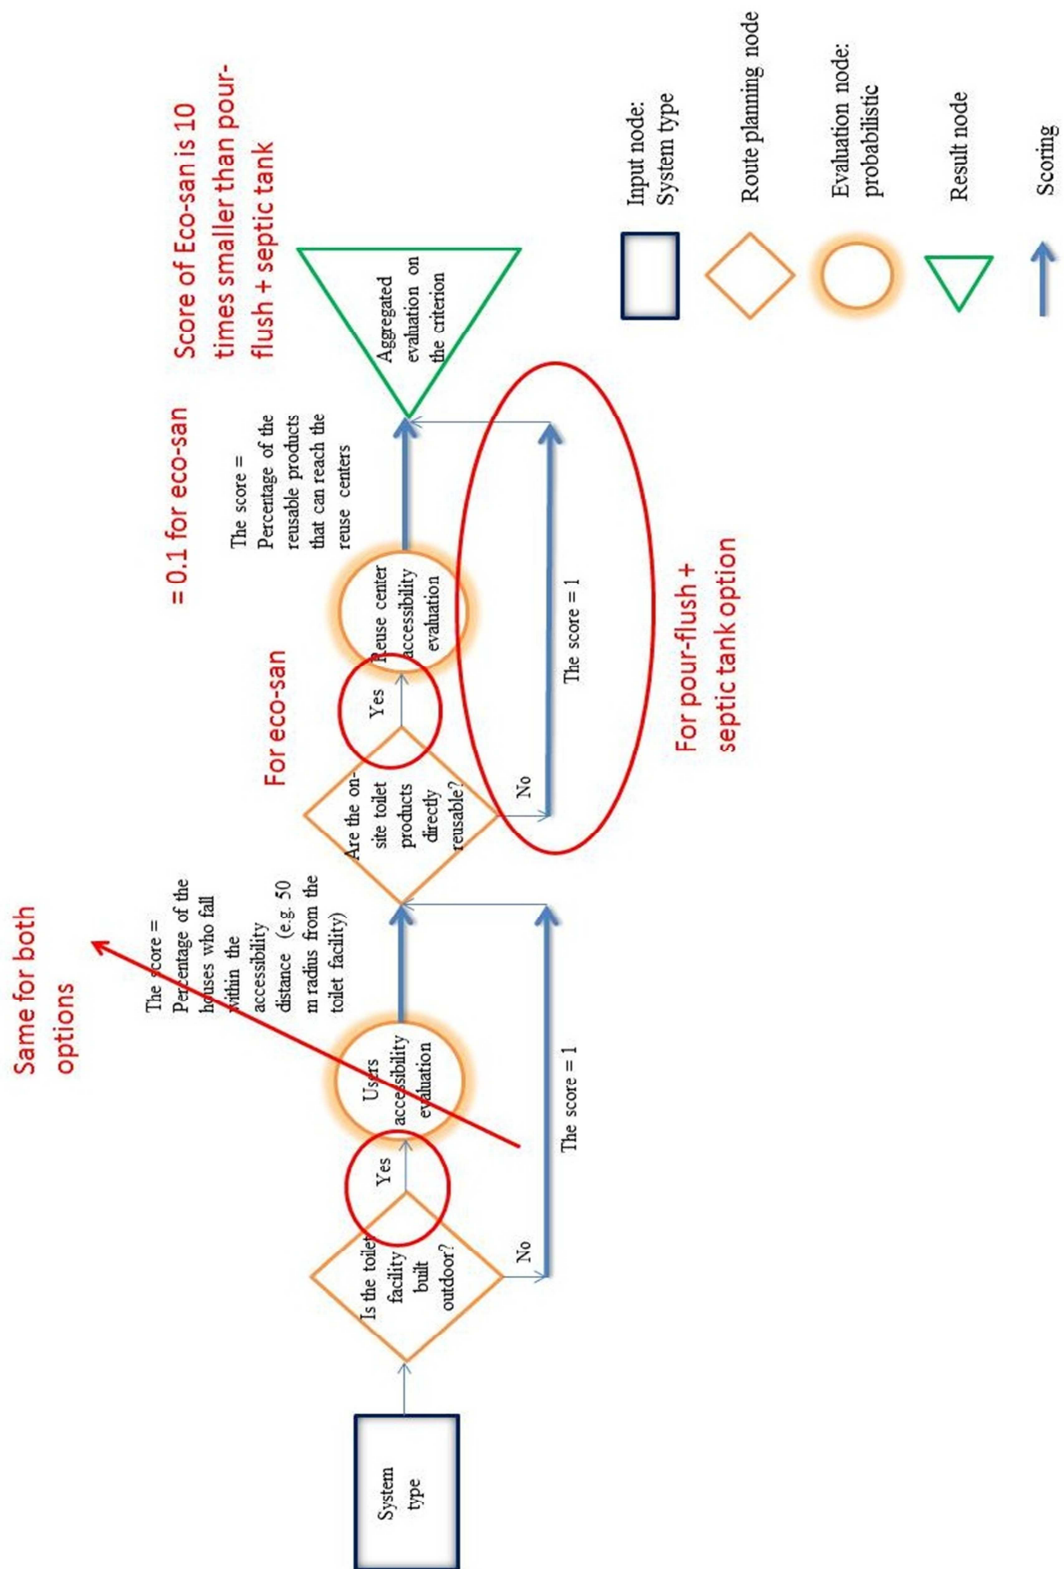 Same for both
options
Score of Eco-san is 10
times smaller than pour-
flush + septic tank
= 0.1 for eco-san
For eco-san
The score =
Percentage of the
houses who fall
within the
accessibility
distance (e.g. 50
m radius from the
toilet facility)
The score =
Percentage of the
reusable products
that can reach the
reuse centers
System
type
Is the toilet
facility
built
outdoor?
Yes
No
Users
accessibility
evaluation
The score = 1
Are the on-
site toilet
products
directly
reusable?
Yes
No
Reuse center
accessibility
evaluation
The score = 1
Aggregated
evaluation on
the criterion
For pour-flush +
septic tank option
Input node:
System type
Route planning node
Evaluation node:
probabilistic
Result node
Scoring